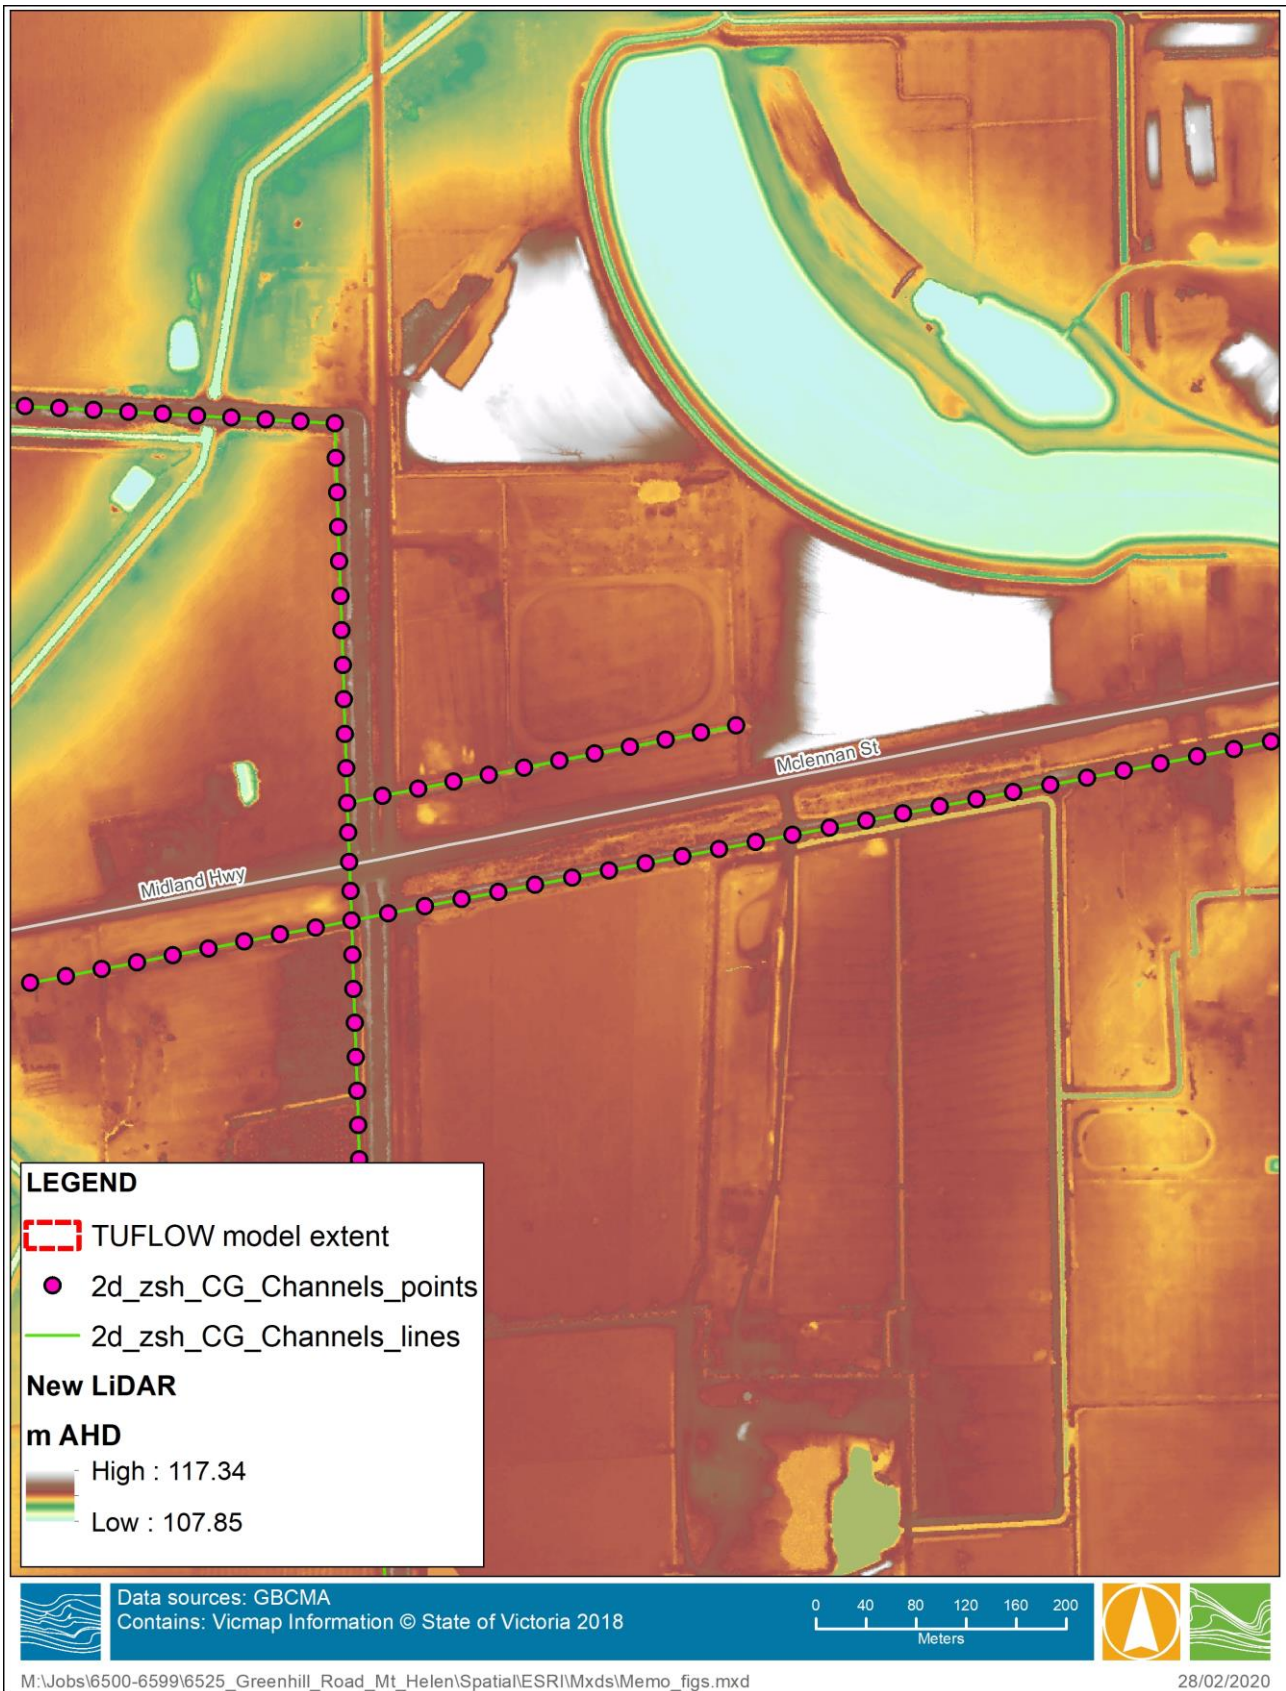 Mclennan St
Midland Hwy
LEGEND
TUFLOW model extent
2d_zsh_CG_Channels_points
2d_zsh_CG_Channels_lines
New LiDAR
m AHD
High : 117.34
Low : 107.85
Data sources: GBCMA
Contains: Vicmap Information © State of Victoria 2018
0 40 80 120 160 200
Meters
M:\Jobs\6500-6599\6525_Greenhill_Road_Mt_Helen\Spatial\ESRI\Mxds\Memo_figs.mxd
28/02/2020